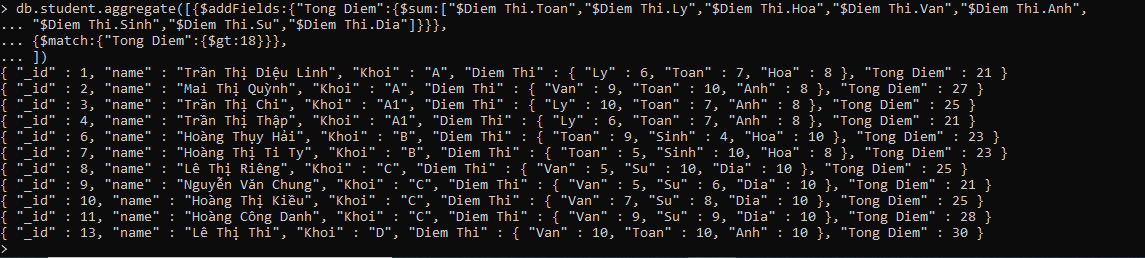 > db.student.aggregate([{$addFields:{"Tong Diem":{$sum:["$Diem Thi.Toan","$Diem Thi.Ly","$Diem Thi.Hoa","$Diem Thi.Van","$Diem Thi.Anh",
... "$Diem Thi.Sinh","$Diem Thi.Su","$Diem Thi.Dia"]}}},
... {$match:{"Tong Diem":{$gt:18}}},
... ])
{ "_id" : 1, "name" : "Trần Thị Diệu Linh", "Khoi" : "A", "Diem Thi" : { "Ly" : 6, "Toan" : 7, "Hoa" : 8 }, "Tong Diem" : 21 }
{ "_id" : 2, "name" : "Mai Thị Quỳnh", "Khoi" : "A", "Diem Thi" : { "Van" : 9, "Toan" : 10, "Anh" : 8 }, "Tong Diem" : 27 }
{ "_id" : 3, "name" : "Trần Thị Chi", "Khoi" : "A1", "Diem Thi" : { "Ly" : 10, "Toan" : 7, "Anh" : 8 }, "Tong Diem" : 25 }
{ "_id" : 4, "name" : "Trần Thị Thập", "Khoi" : "A1", "Diem Thi" : { "Ly" : 6, "Toan" : 7, "Anh" : 8 }, "Tong Diem" : 21 }
{ "_id" : 6, "name" : "Hoàng Thụy Hải", "Khoi" : "B", "Diem Thi" : { "Toan" : 9, "Sinh" : 4, "Hoa" : 10 }, "Tong Diem" : 23 }
{ "_id" : 7, "name" : "Hoàng Thị Ti Ty", "Khoi" : "B", "Diem Thi" : { "Toan" : 5, "Sinh" : 10, "Hoa" : 8 }, "Tong Diem" : 23 }
{ "_id" : 8, "name" : "Lê Thị Riêng", "Khoi" : "C", "Diem Thi" : { "Van" : 5, "Su" : 10, "Dia" : 10 }, "Tong Diem" : 25 }
{ "_id" : 9, "name" : "Nguyễn Văn Chung", "Khoi" : "C", "Diem Thi" : { "Van" : 5, "Su" : 6, "Dia" : 10 }, "Tong Diem" : 21 }
{ "_id" : 10, "name" : "Hoàng Thị Kiều", "Khoi" : "C", "Diem Thi" : { "Van" : 7, "Su" : 8, "Dia" : 10 }, "Tong Diem" : 25 }
{ "_id" : 11, "name" : "Hoàng Công Danh", "Khoi" : "C", "Diem Thi" : { "Van" : 9, "Su" : 9, "Dia" : 10 }, "Tong Diem" : 28 }
{ "_id" : 13, "name" : "Lê Thị Thi", "Khoi" : "D", "Diem Thi" : { "Van" : 10, "Toan" : 10, "Anh" : 10 }, "Tong Diem" : 30 }
>